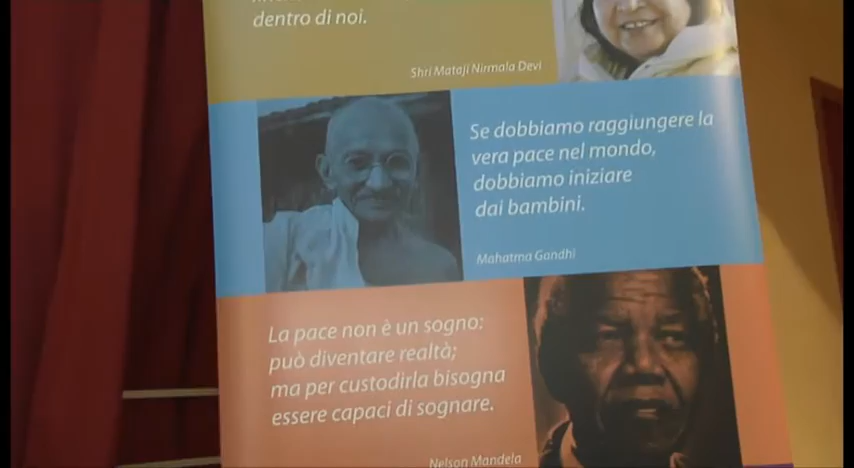 dentro di noi.
Shri Mataji Nirmala Devi
Se dobbiamo raggiungere la
vera pace nel mondo,
dobbiamo iniziare
dai bambini.
Mahatma Gandhi
La pace non è un sogno:
può diventare realtà;
ma per custodirla bisogna
essere capaci di sognare.
Nelson Mandela